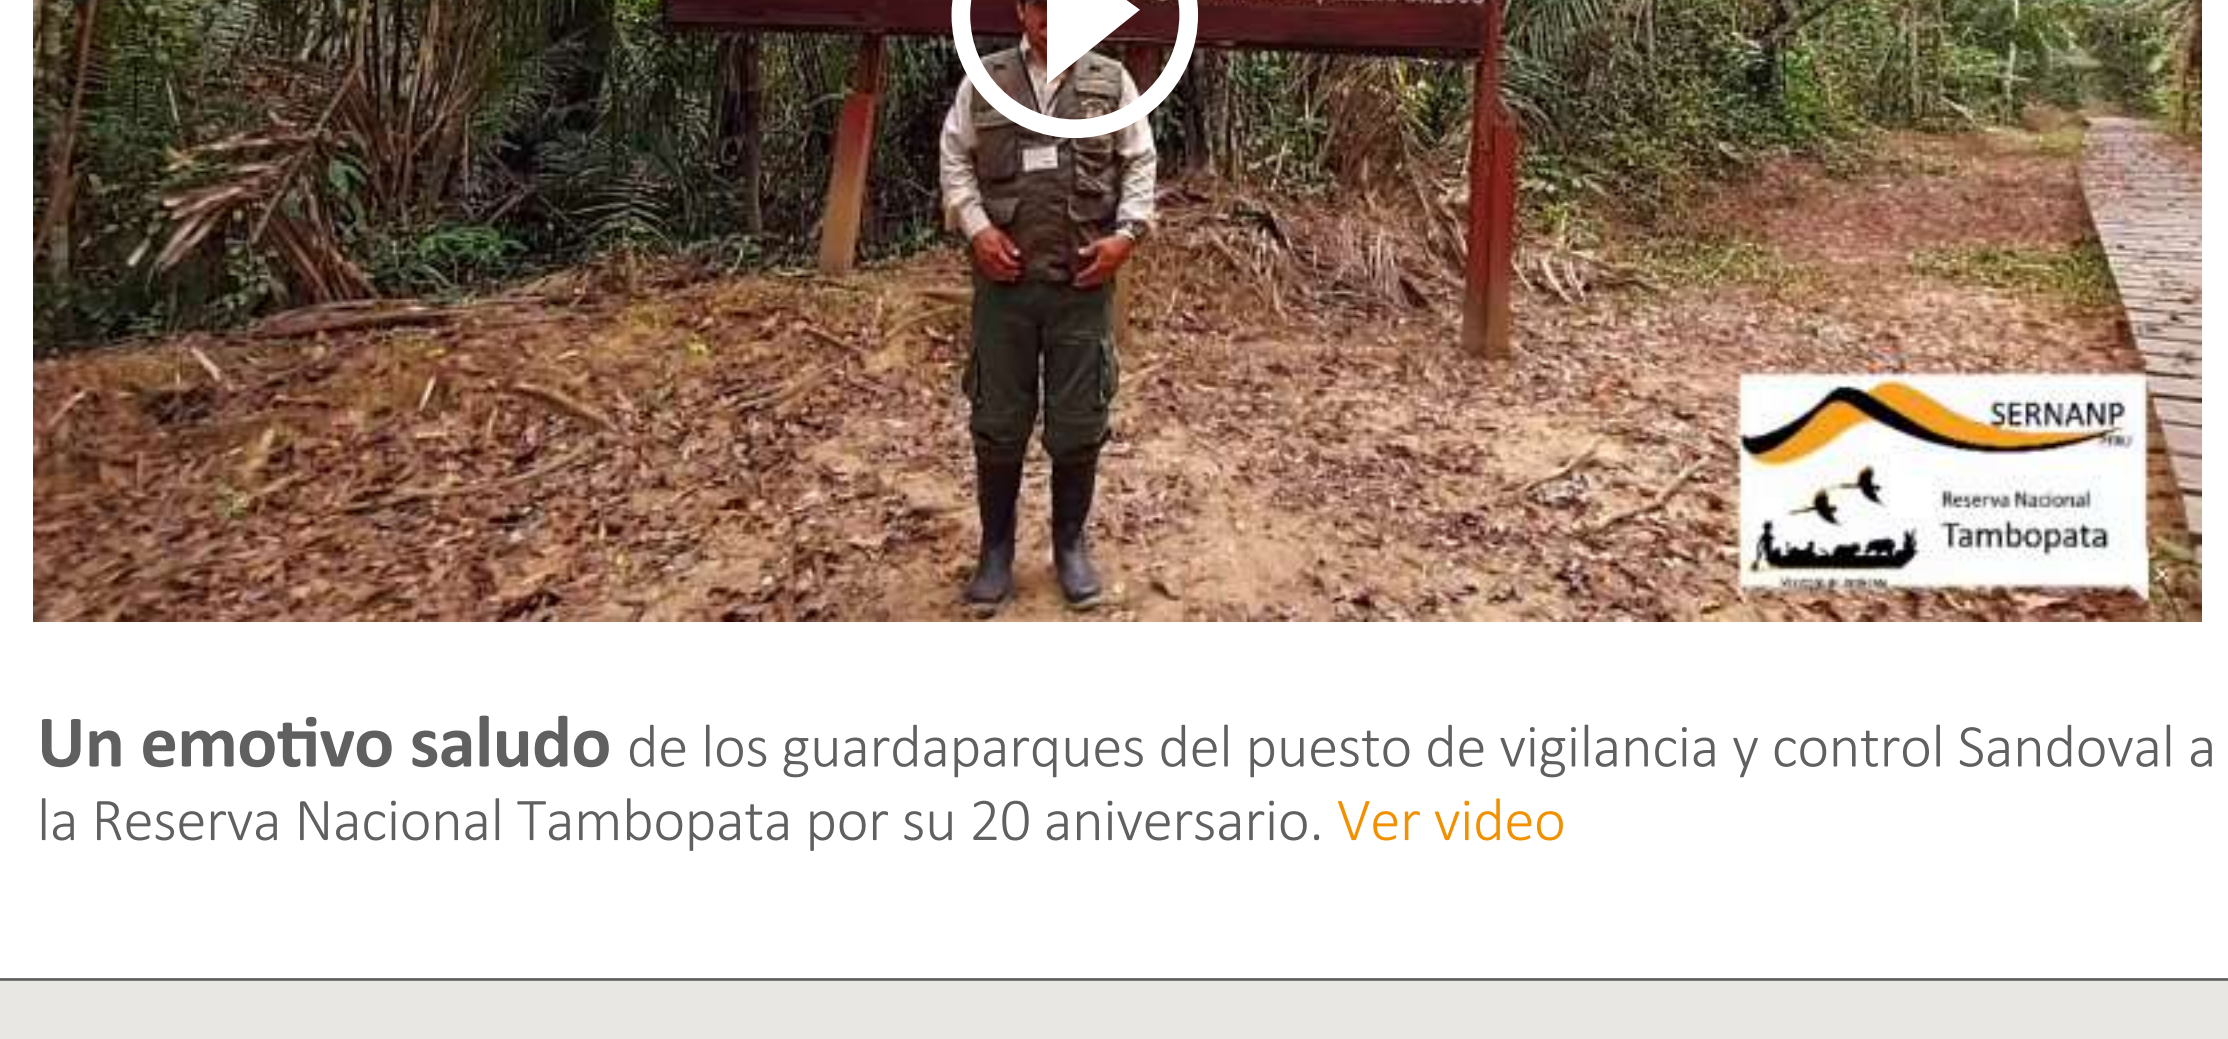 SERNANP
PERU
Reserva Nacional
Tambopata
Un emotivo saludo de los guardaparques del puesto de vigilancia y control Sandoval a
la Reserva Nacional Tambopata por su 20 aniversario. Ver video